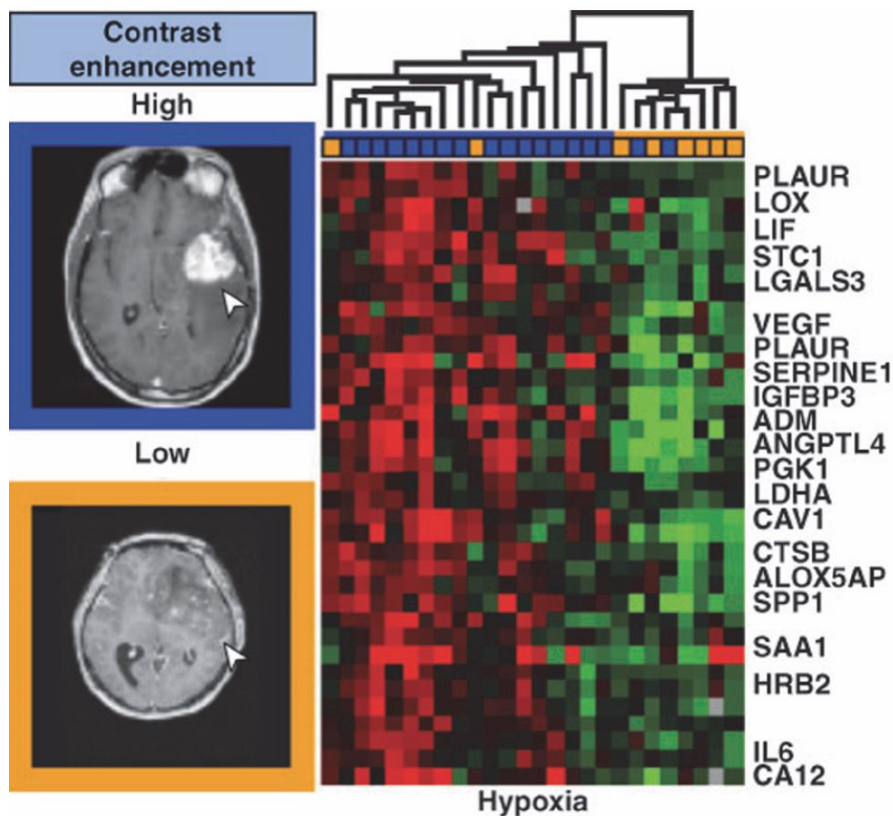 Contrast
enhancement
High
Low
PLAUR
LOX
LIF
STC1
LGALS3
VEGF
PLAUR
SERPINE1
IGFBP3
ADM
ANGPTL4
PGK1
LDHA
CAV1
CTSB
ALOX5AP
SPP1
SAA1
HRB2
IL6
CA12
Hypoxia